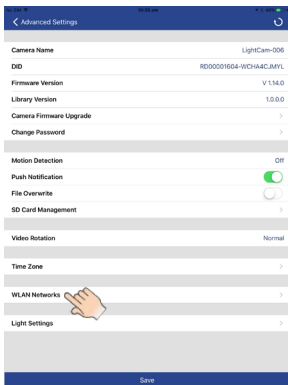 Advanced Settings
Camera Name LightCam-006
DID RD00001604-WCHA4CJMYL
Firmware Version V 1.14.0
Library Version 1.0.0.0
Camera Firmware Upgrade
Change Password
Motion Detection Off
Push Notification
File Overwrite
SD Card Management
Video Rotation Normal
Time Zone
WLAN Networks
Light Settings
Save